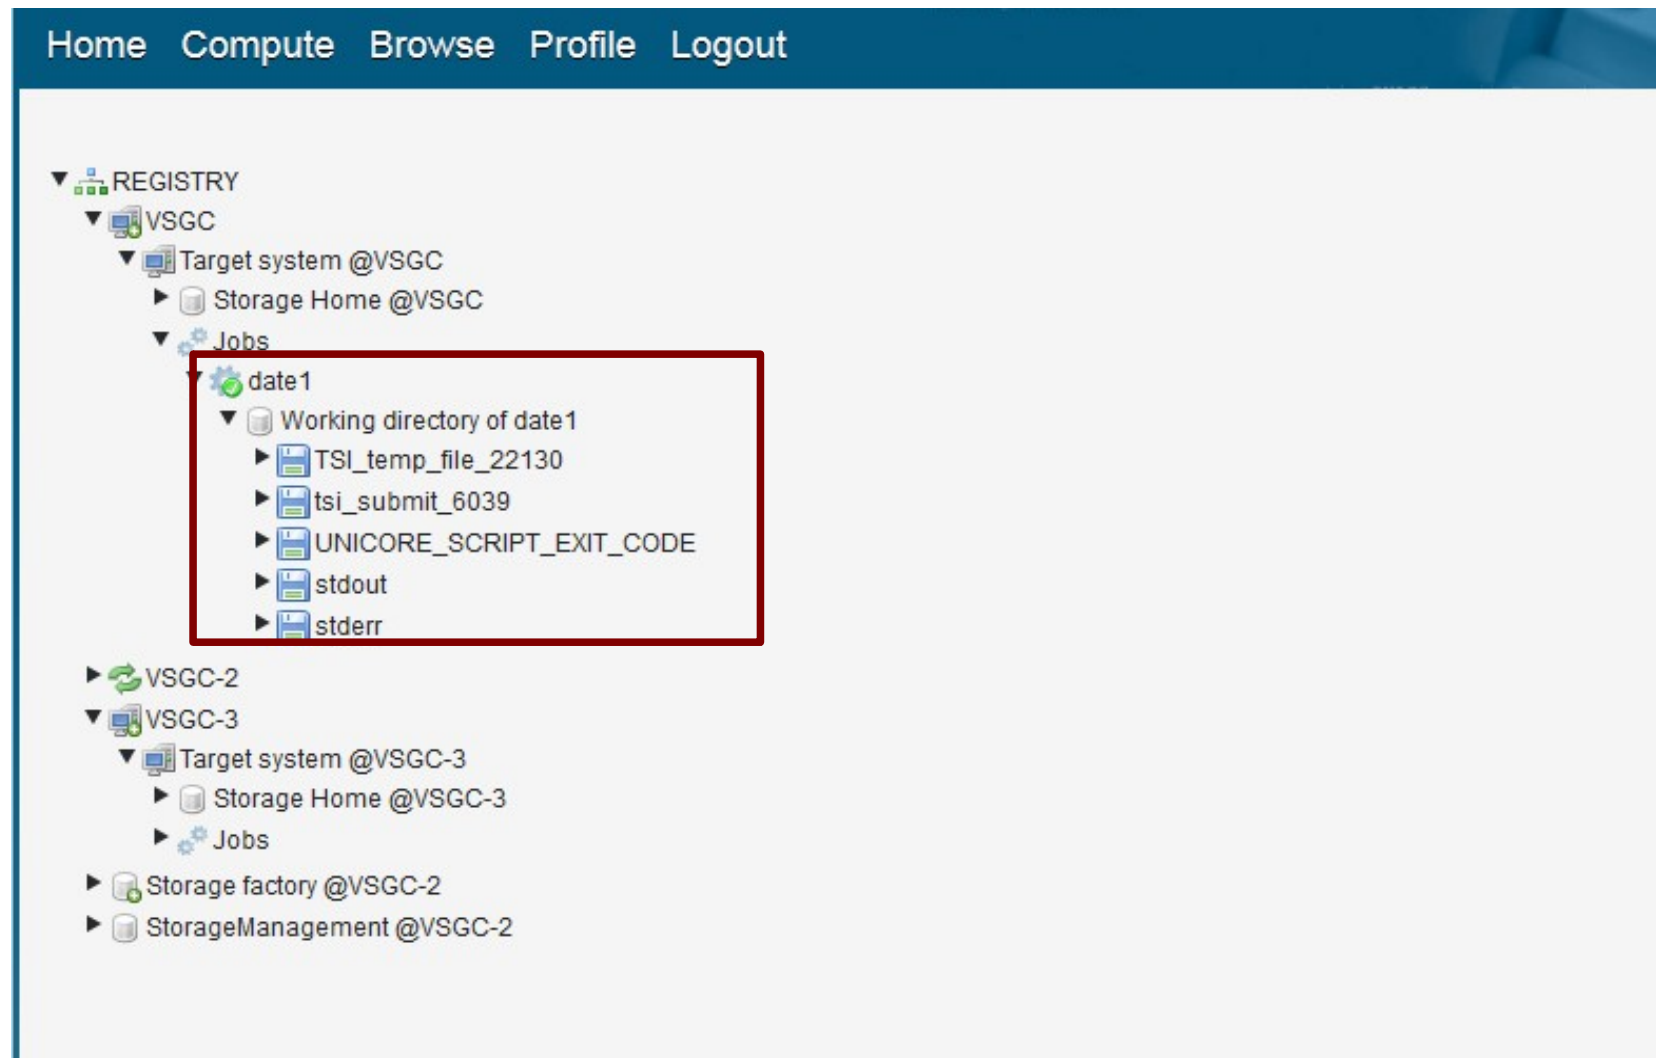 Home Compute Browse Profile Logout
REGISTRY
VSGC
Target system @VSGC
Storage Home @VSGC
Jobs
date1
Working directory of date1
TSI_temp_file_22130
tsi_submit_6039
UNICORE_SCRIPT_EXIT_CODE
stdout
stderr
VSGC-2
VSGC-3
Target system @VSGC-3
Storage Home @VSGC-3
Jobs
Storage factory @VSGC-2
StorageManagement @VSGC-2